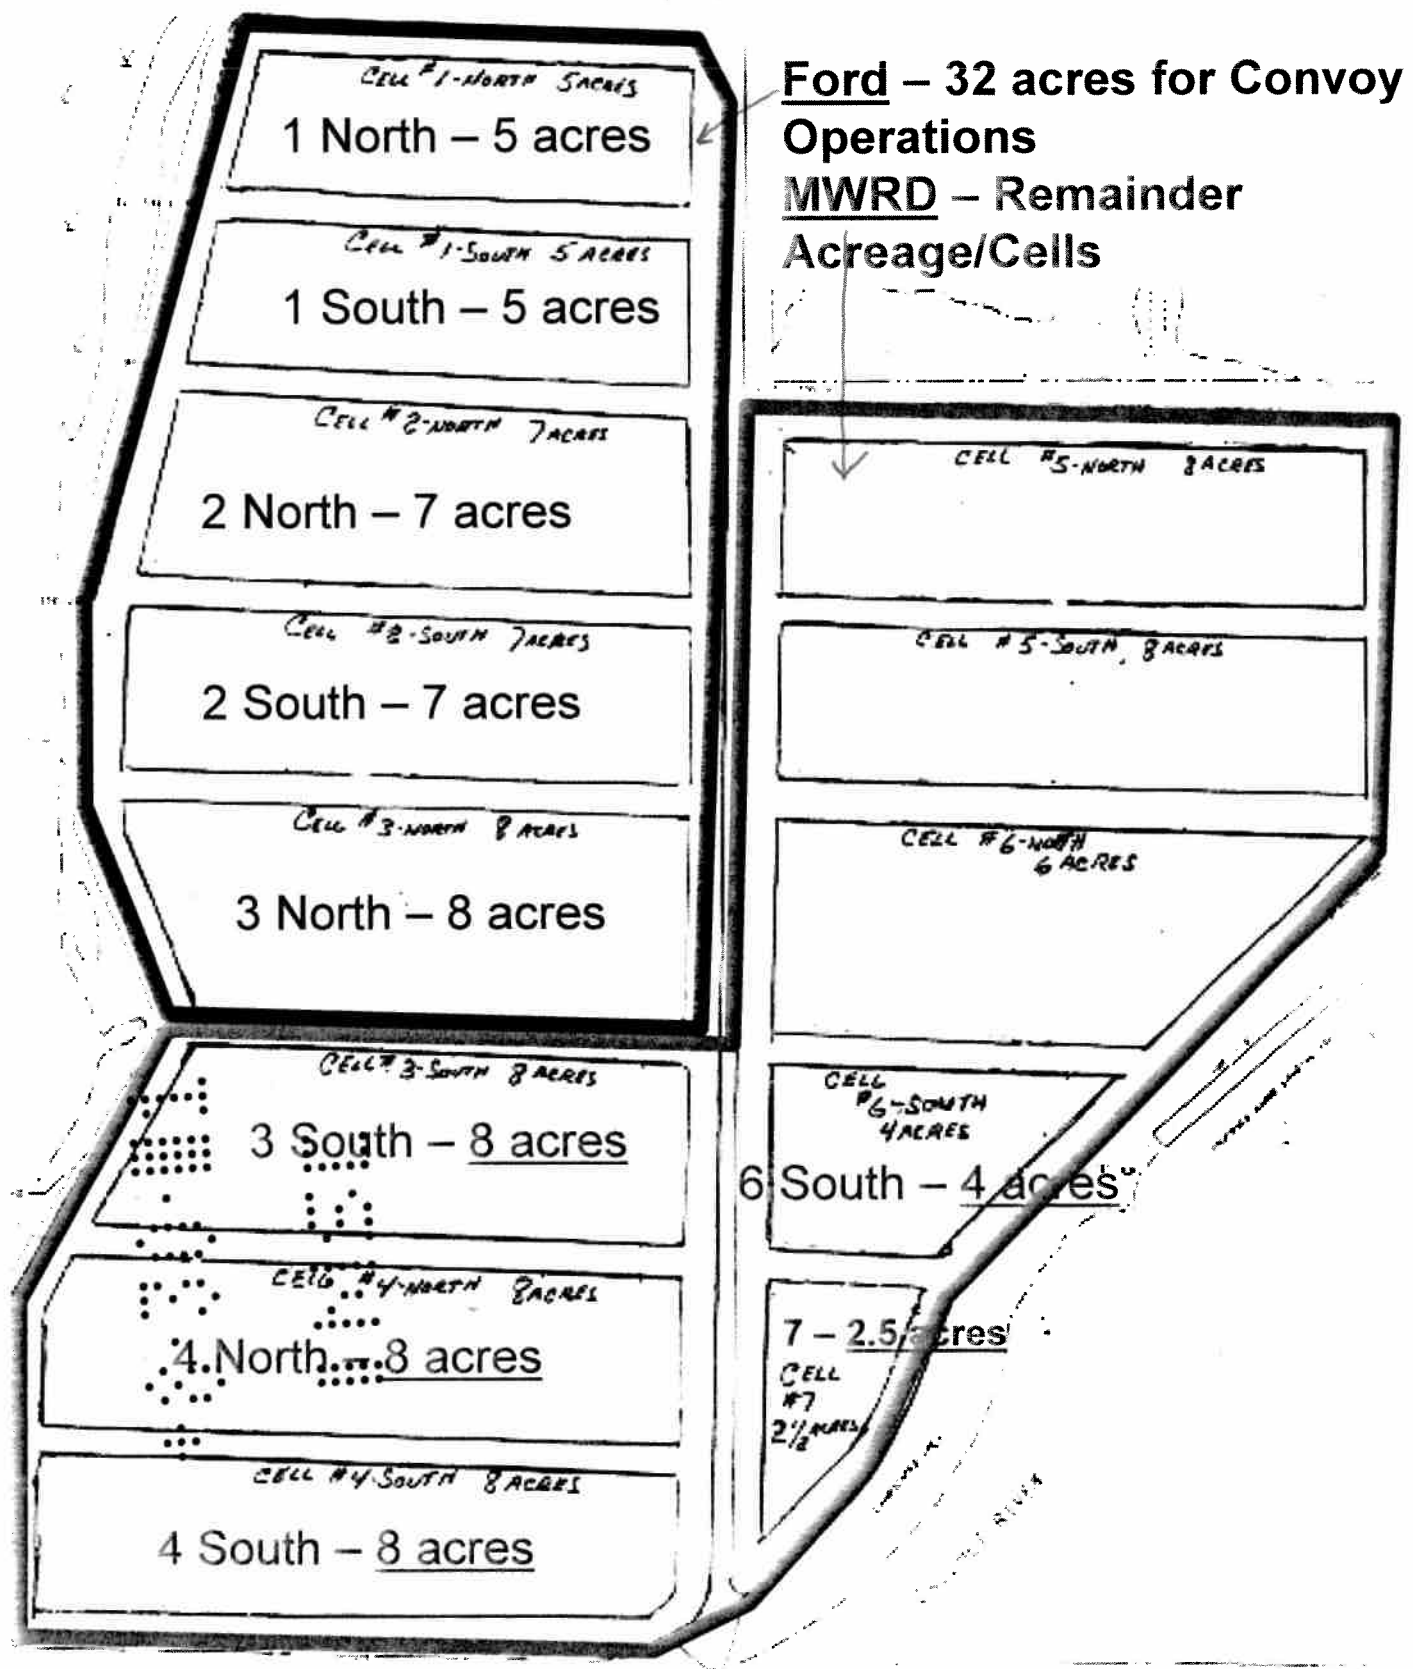 Ford – 32 acres for Convoy
Operations
MWRD – Remainder
Acreage/Cells
CELL #1-NORTH 5 ACRES
1 North – 5 acres
CELL #1-SOUTH 5 ACRES
1 South – 5 acres
CELL #2-NORTH 7 ACRES
2 North – 7 acres
CELL #2-SOUTH 7 ACRES
2 South – 7 acres
CELL #3-NORTH 8 ACRES
3 North – 8 acres
CELL #3-SOUTH 8 ACRES
3 South – 8 acres
CELL #4-NORTH 8 ACRES
4 North – 8 acres
CELL #4-SOUTH 8 ACRES
4 South – 8 acres
CELL #5-NORTH 8 ACRES
CELL #5-SOUTH 8 ACRES
CELL #6-NORTH
6 ACRES
CELL
#6-SOUTH
4 ACRES
6 South – 4 acres
7 – 2.5 acres
CELL
#7
2½ ACRES
RIVER